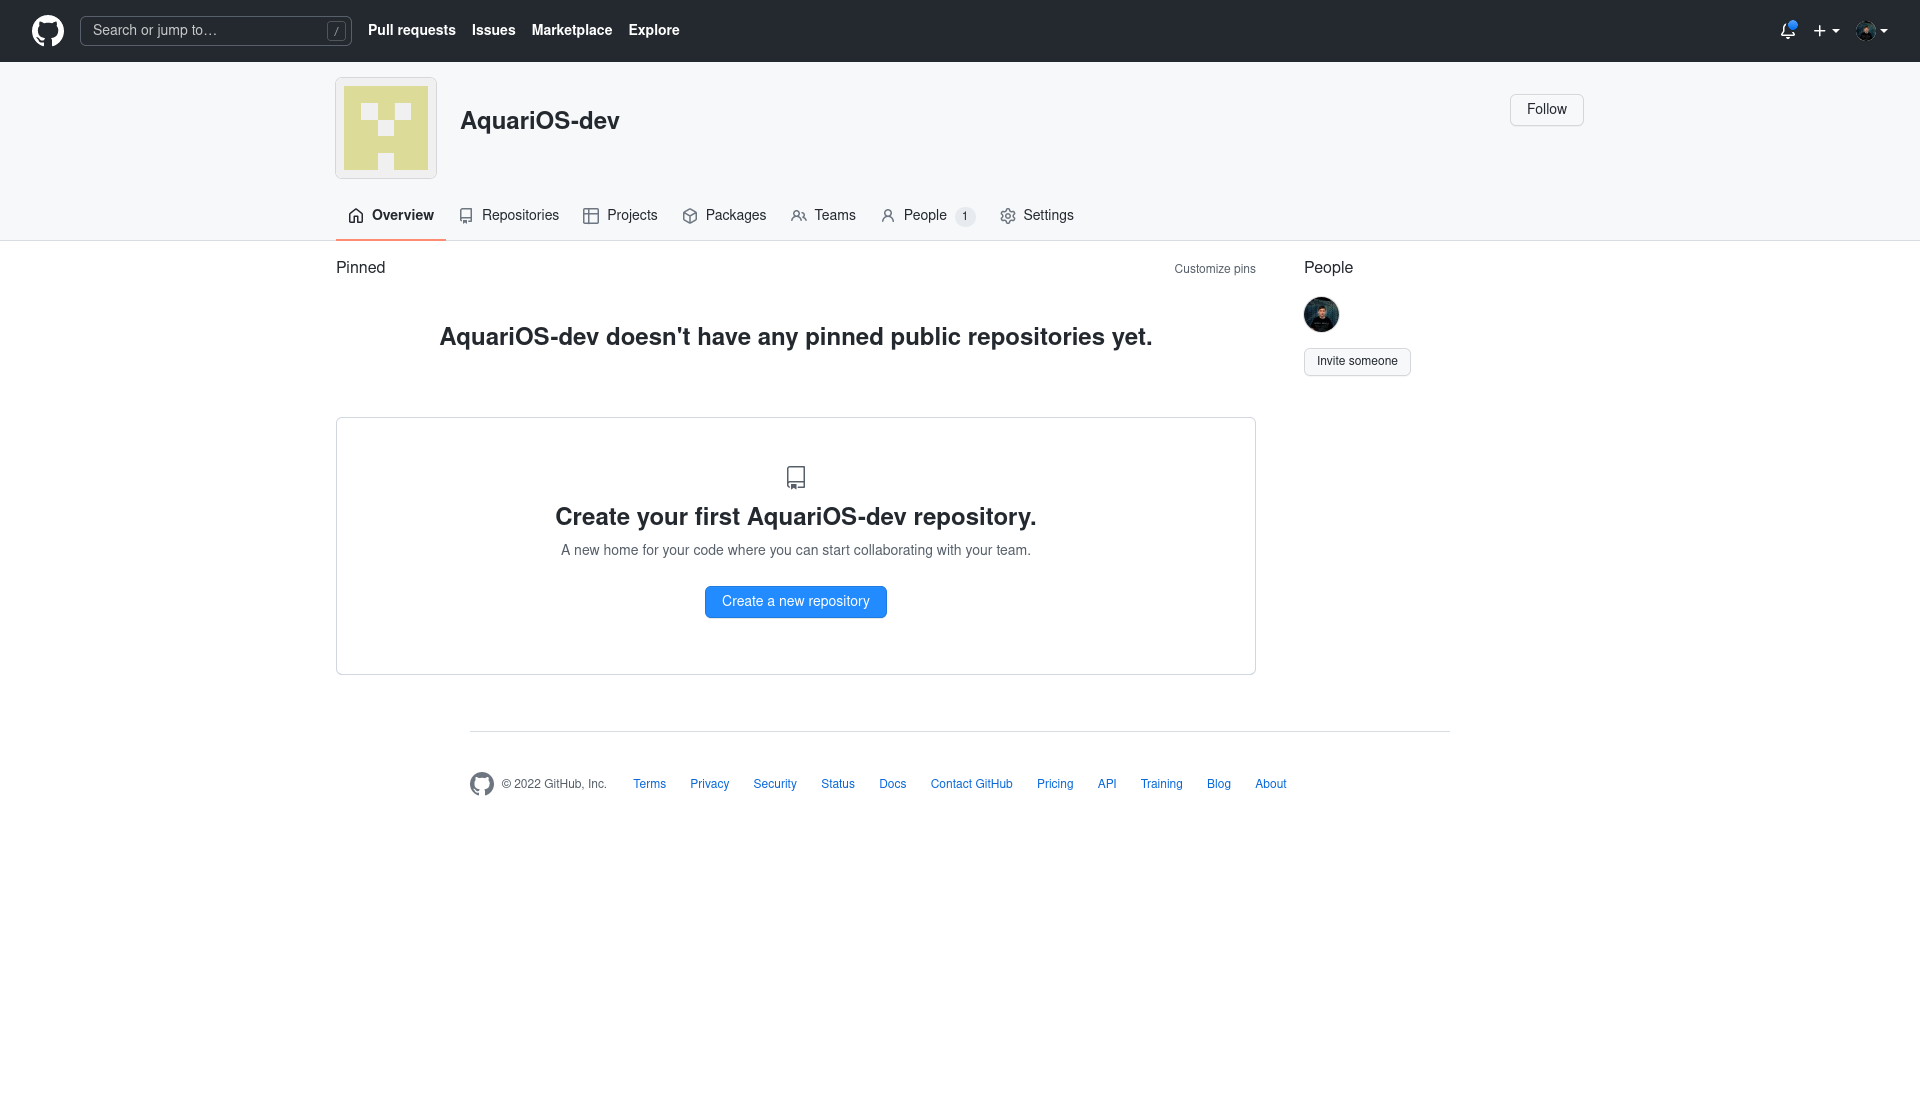 Search or jump to… /
Pull requests Issues Marketplace Explore
AquariOS-dev
Follow
Overview Repositories Projects Packages Teams People 1 Settings
Pinned
Customize pins
AquariOS-dev doesn't have any pinned public repositories yet.
People
Invite someone
Create your first AquariOS-dev repository.
A new home for your code where you can start collaborating with your team.
Create a new repository
© 2022 GitHub, Inc. Terms Privacy Security Status Docs Contact GitHub Pricing API Training Blog About